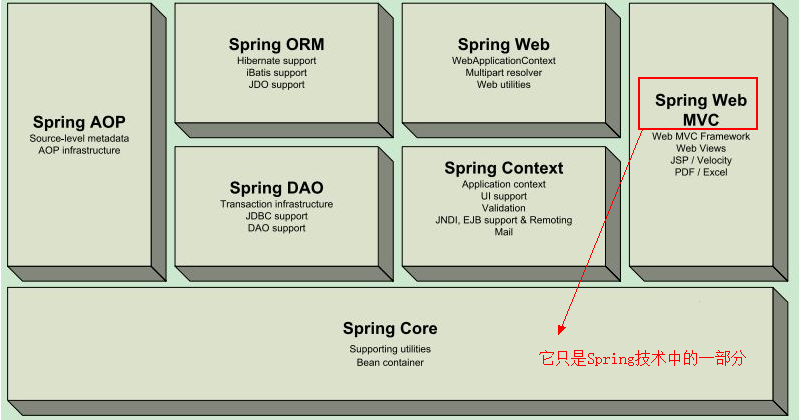 Spring AOP
Source-level metadata
AOP infrastructure
Spring ORM
Hibernate support
iBatis support
JDO support
Spring DAO
Transaction infrastructure
JDBC support
DAO support
Spring Web
WebApplicationContext
Multipart resolver
Web utilities
Spring Context
Application context
UI support
Validation
JNDI, EJB support & Remoting
Mail
Spring Web
MVC
Web MVC Framework
Web Views
JSP / Velocity
PDF / Excel
Spring Core
Supporting utilities
Bean container
它只是Spring技术中的一部分